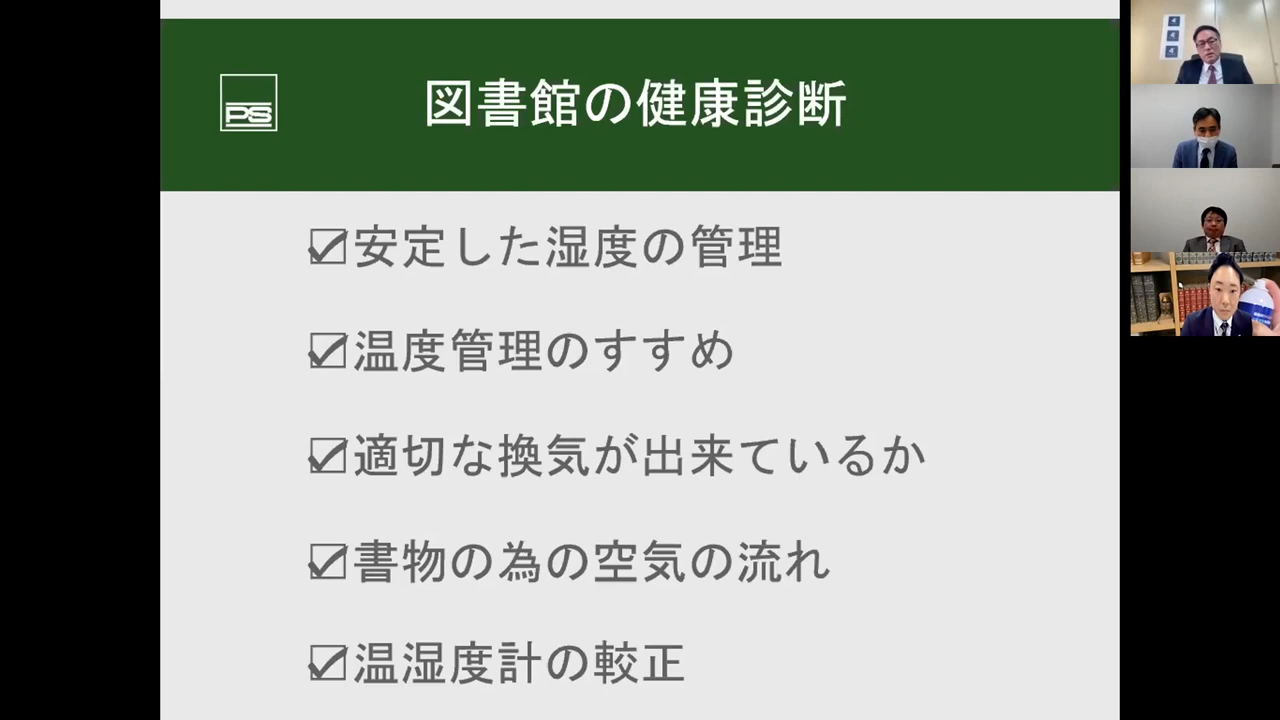 PS
図書館の健康診断
☑安定した湿度の管理
☑温度管理のすすめ
☑適切な換気が出来ているか
☑書物の為の空気の流れ
☑温湿度計の較正